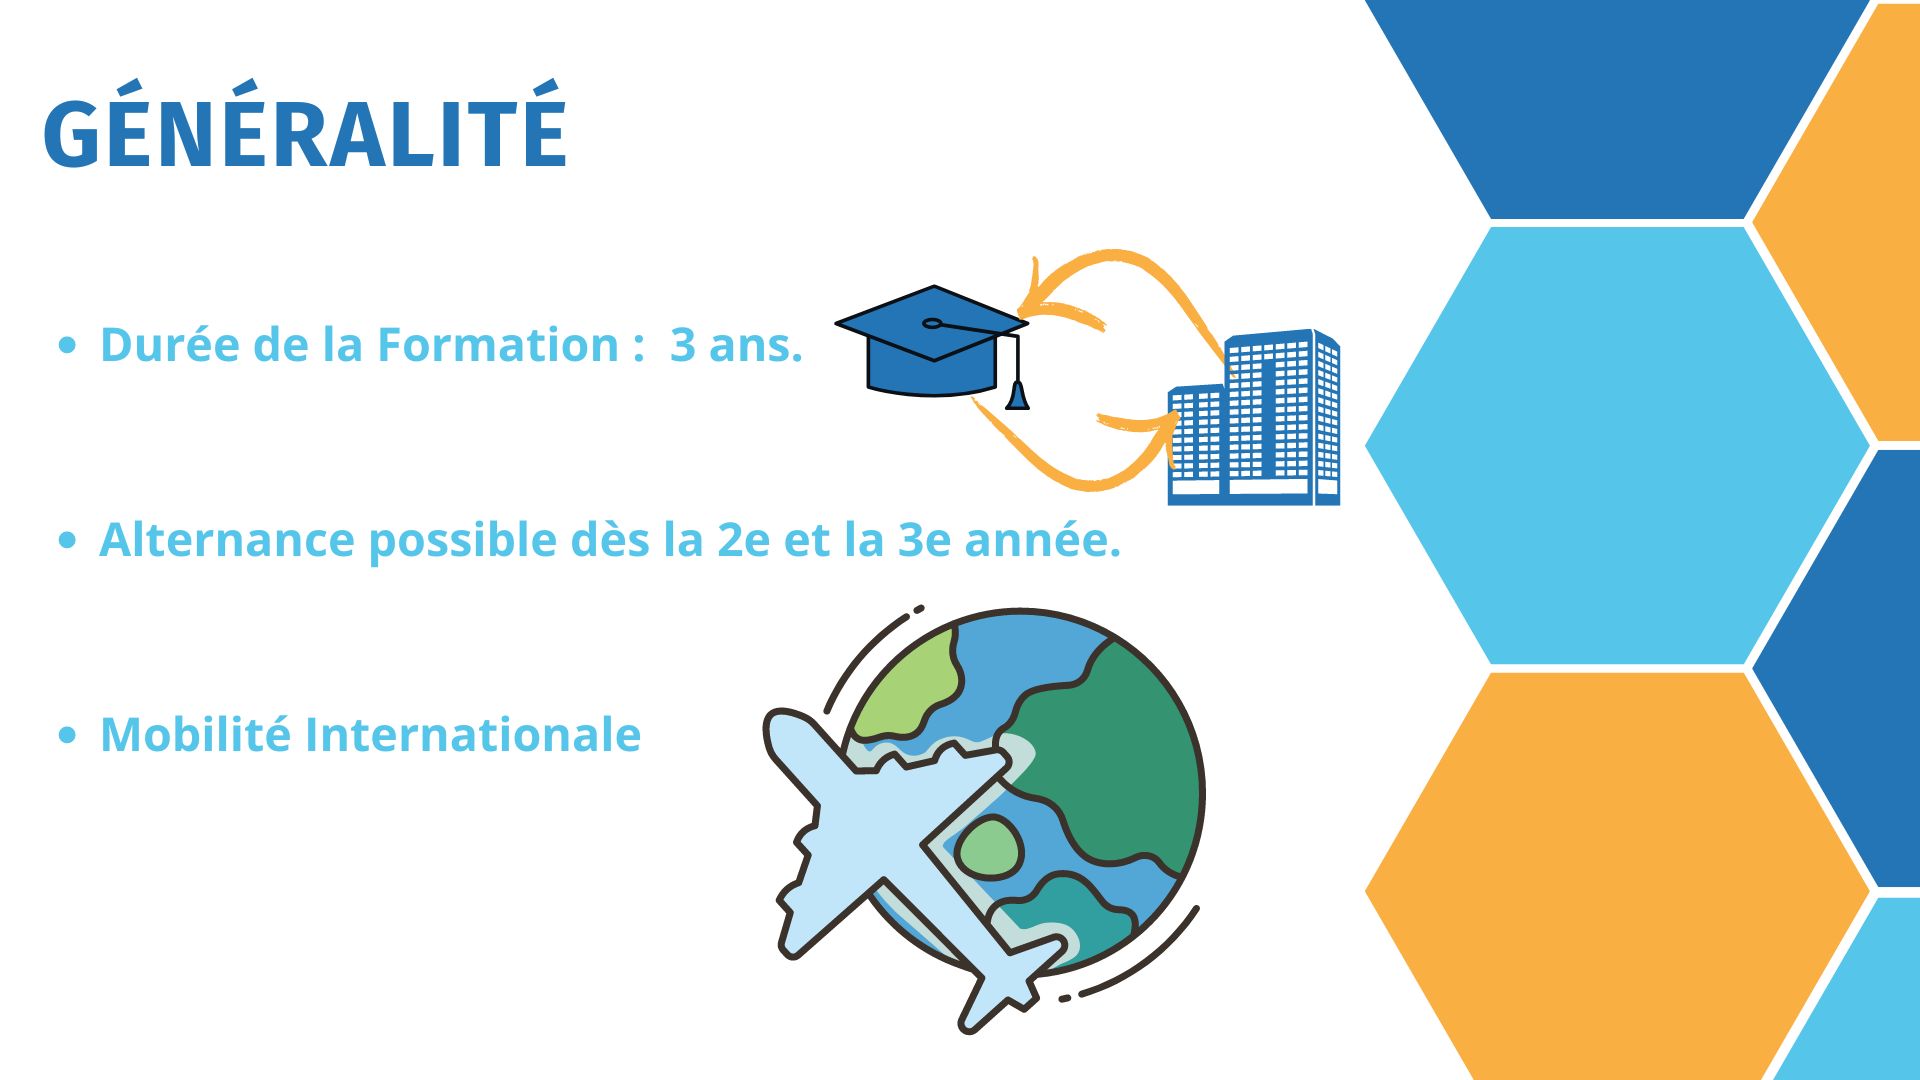 GÉNÉRALITÉ
• Durée de la Formation :  3 ans.
• Alternance possible dès la 2e et la 3e année.
• Mobilité Internationale